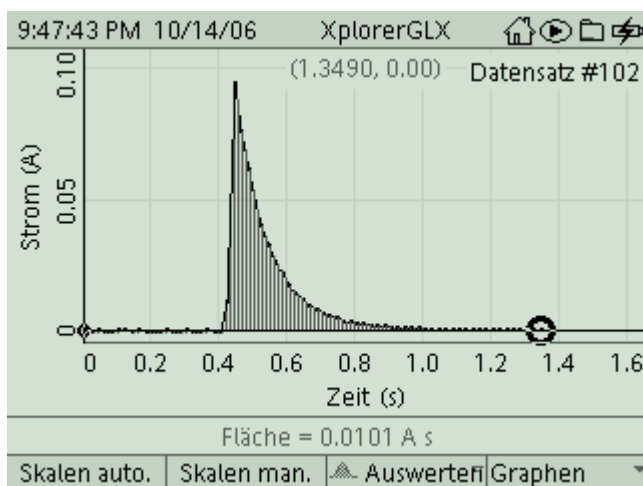 9:47:43 PM 10/14/06 XplorerGLX
(1.3490, 0.00) Datensatz #102
0.10
0.05
0
Strom (A)
0 0.2 0.4 0.6 0.8 1.0 1.2 1.4 1.6
Zeit (s)
Fläche = 0.0101 A s
Skalen auto. Skalen man. Auswerten Graphen